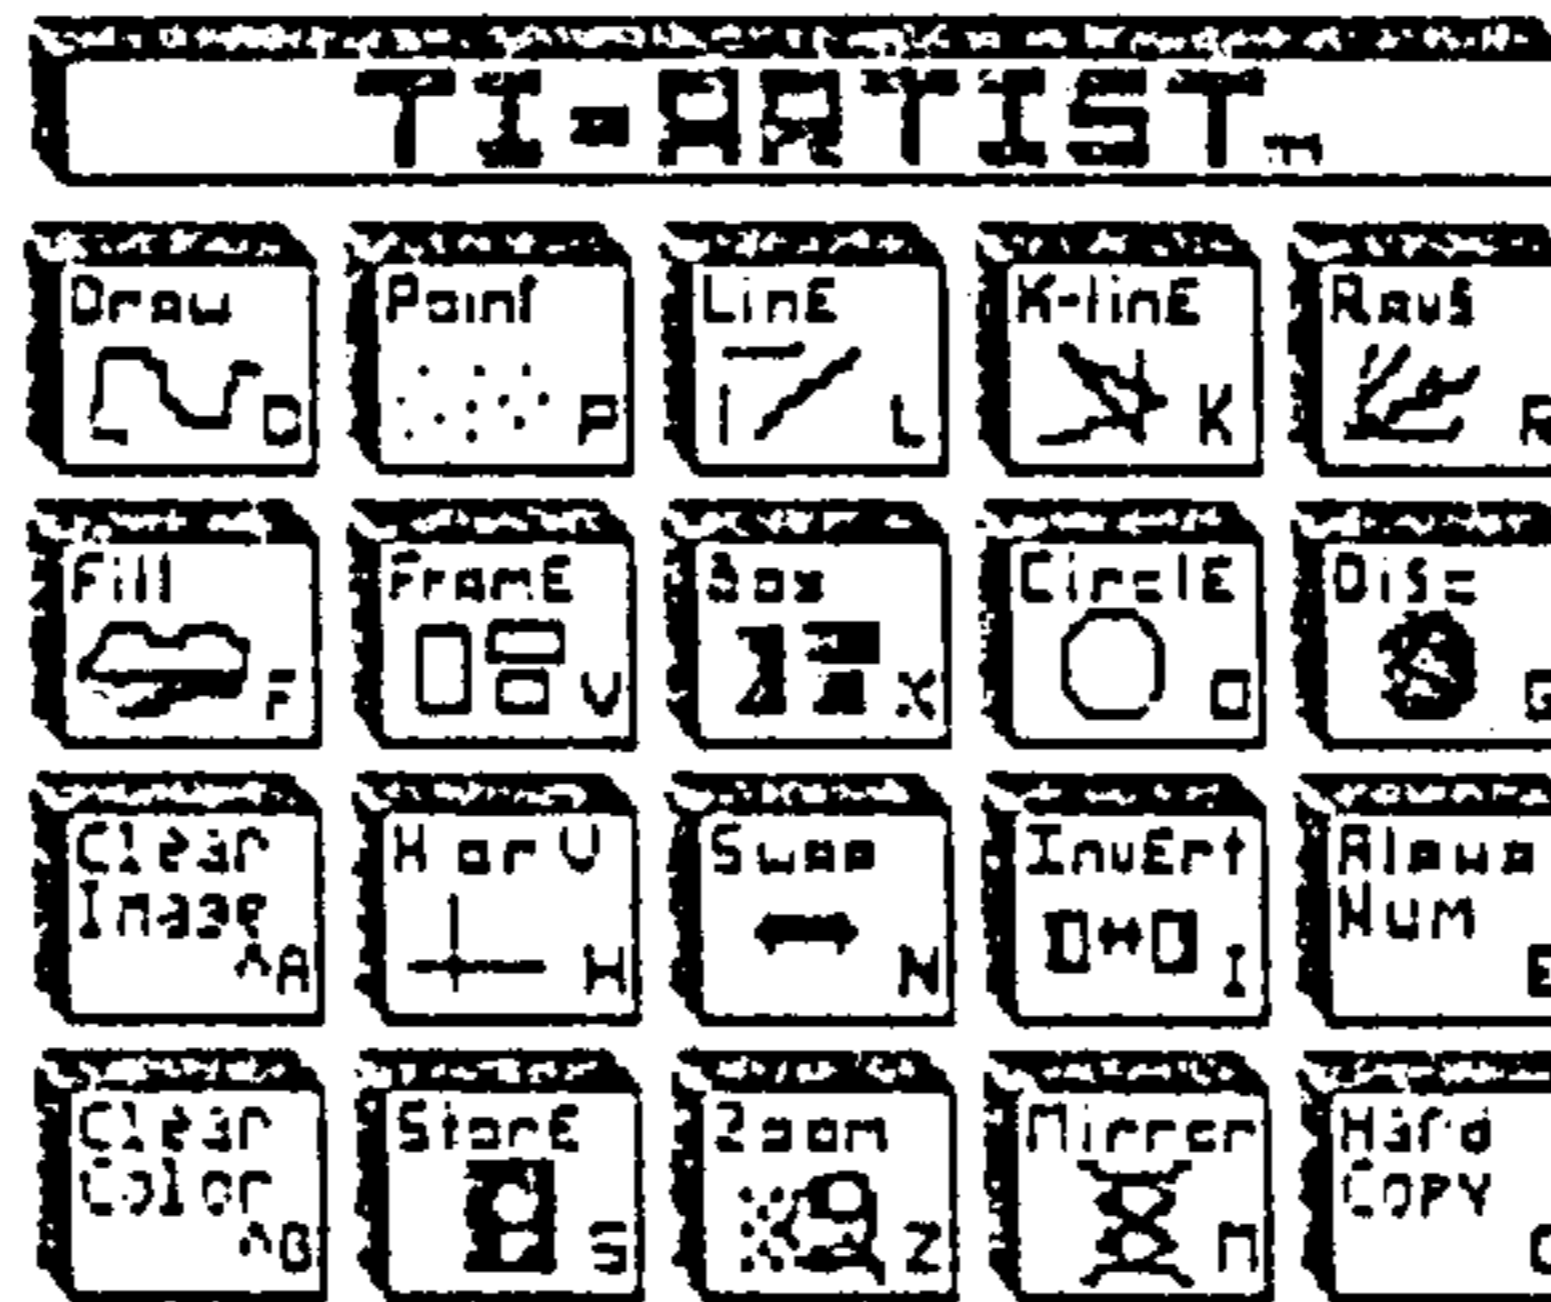 TI-ARTIST
Draw D
Point P
LinE L
K-linE K
Rays R
Fill F
FramE V
Box X
CirclE O
Disc G
Clear
Image
^A
H or V H
Swap N
InvErt I
Alpha
Num
E
Clear
Color
^B
StorE S
Zoom Z
Mirror M
Hard
Copy